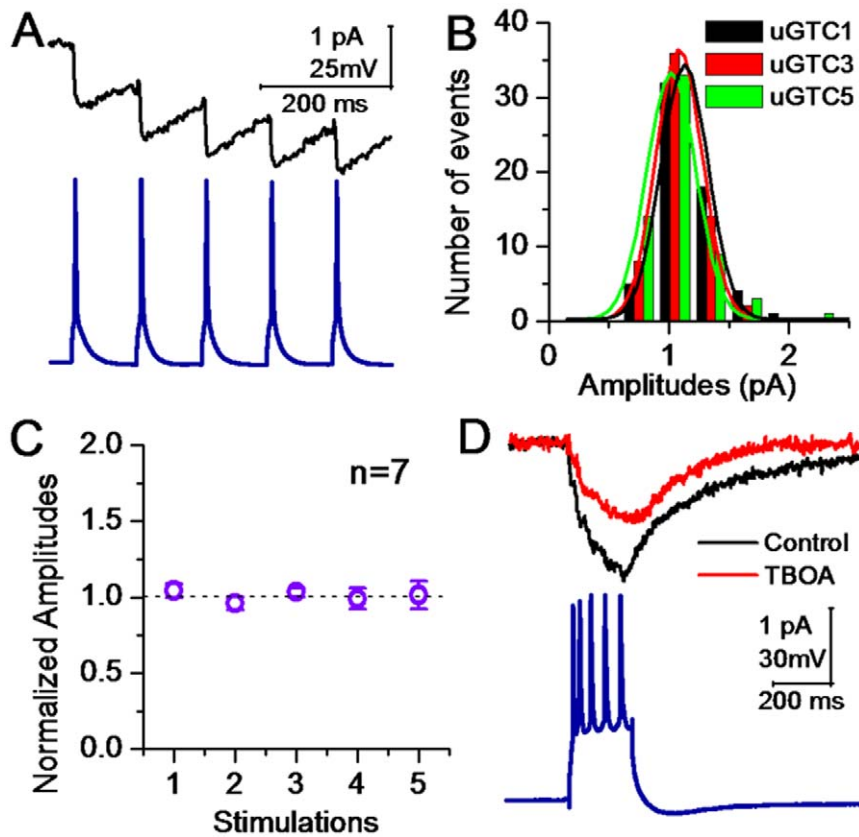 A
1 pA
25mV
200 ms
B
Number of events
40
30
20
10
0
uGTC1
uGTC3
uGTC5
0
1
2
Amplitudes (pA)
C
Normalized Amplitudes
2.0
1.5
1.0
0.5
0.0
n=7
1 2 3 4 5
Stimulations
D
Control
TBOA
1 pA
30mV
200 ms